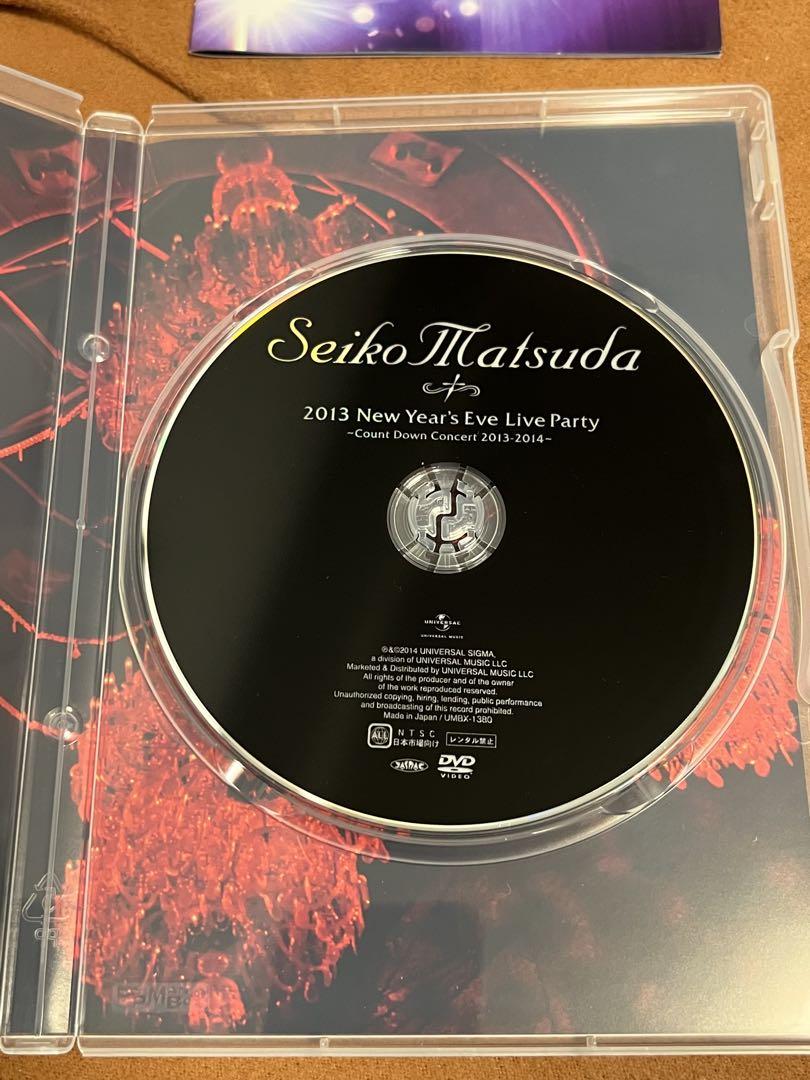 Seiko Matsuda
2013 New Year's Eve Live Party
~Count Down Concert 2013-2014~
UNIVERSAL
UNIVERSAL MUSIC
℗&©2014 UNIVERSAL SIGMA,
a division of UNIVERSAL MUSIC LLC
Marketed & Distributed by UNIVERSAL MUSIC LLC
All rights of the producer and of the owner
of the work reproduced reserved.
Unauthorized copying, hiring, lending, public performance
and broadcasting of this record prohibited.
Made in Japan / UMBX-1380
ALL
NTSC
日本市場向け
レンタル禁止
JASRAC
DVD
VIDEO